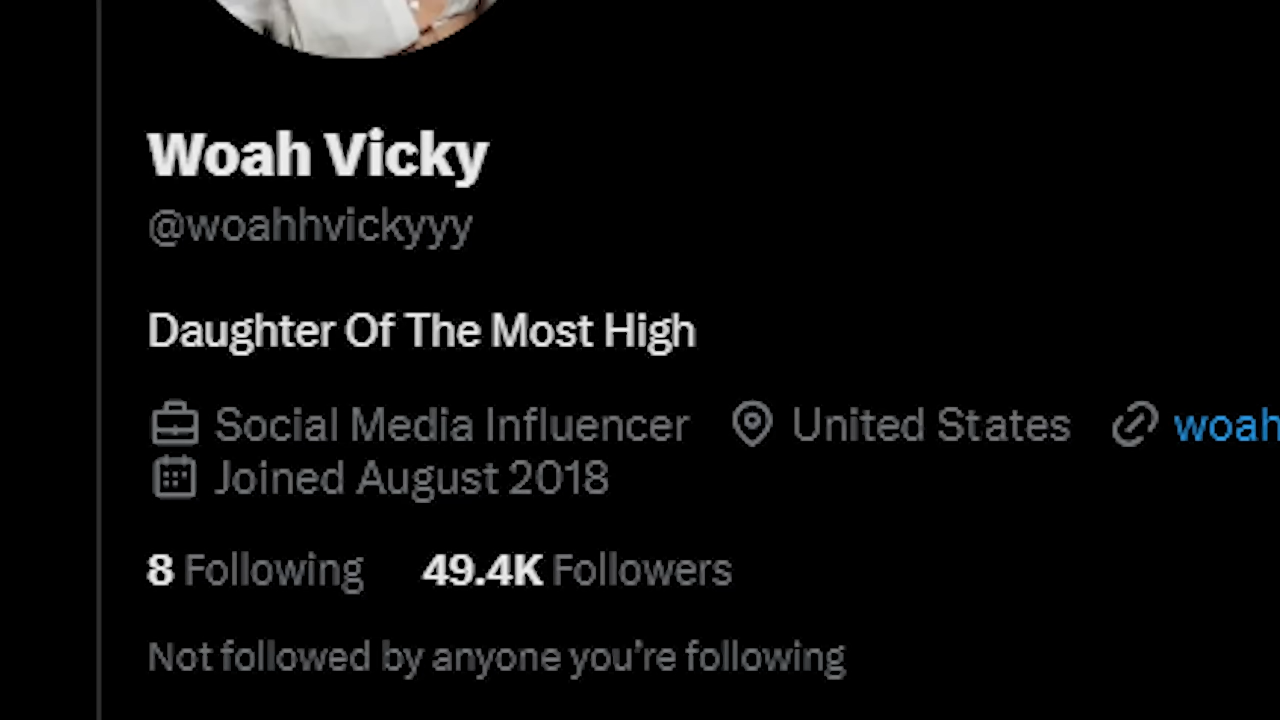 Woah Vicky
@woahhvickyyy
Daughter Of The Most High
Social Media Influencer United States woah
Joined August 2018
8 Following 49.4K Followers
Not followed by anyone you're following